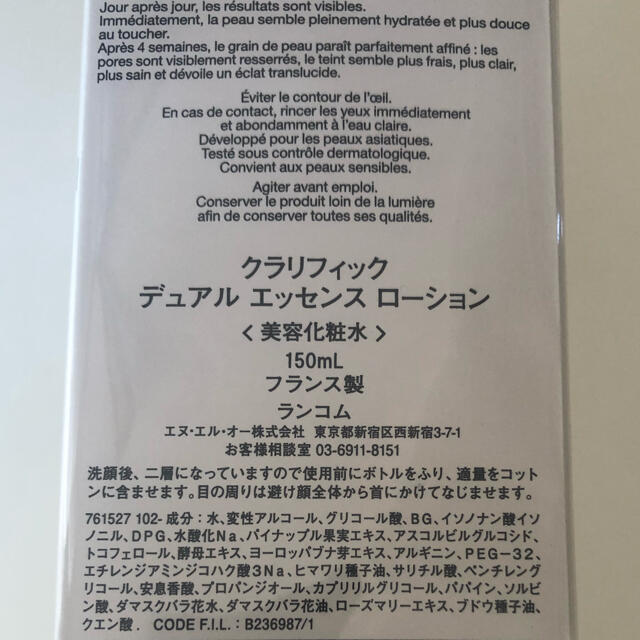 Jour après jour, les résultats sont visibles.
Immédiatement, la peau semble pleinement hydratée et plus douce
au toucher.
Après 4 semaines, le grain de peau paraît parfaitement affiné : les
pores sont visiblement resserrés, le teint semble plus frais, plus clair,
plus sain et dévoile un éclat translucide.
Éviter le contour de l'œil.
En cas de contact, rincer les yeux immédiatement
et abondamment à l'eau claire.
Développé pour les peaux asiatiques.
Testé sous contrôle dermatologique.
Convient aux peaux sensibles.
Agiter avant emploi.
Conserver le produit loin de la lumière
afin de conserver toutes ses qualités.
クラリフィック
デュアル エッセンス ローション
< 美容化粧水 >
150mL
フランス製
ランコム
エヌ・エル・オー株式会社 東京都新宿区西新宿3-7-1
お客様相談室 03-6911-8151
洗顔後、二層になっていますので使用前にボトルをふり、適量をコット
ンに含ませます。目の周りは避け顔全体から首にかけてなじませます。
761527 102- 成分 : 水、変性アルコール、グリコール酸、BG、イソノナン酸イソ
ノニル、DPG、水酸化Na、パイナップル果実エキス、アスコルビルグルコシド、
トコフェロール、酵母エキス、ヨーロッパブナ芽エキス、アルギニン、PEG-32、
エチレンジアミンジコハク酸3Na、ヒマワリ種子油、サリチル酸、ペンチレング
リコール、安息香酸、プロパンジオール、カプリリルグリコール、パパイン、ソルビ
ン酸、ダマスクバラ花水、ダマスクバラ花油、ローズマリーエキス、ブドウ種子油、
クエン酸 . CODE F.I.L. : B236987/1